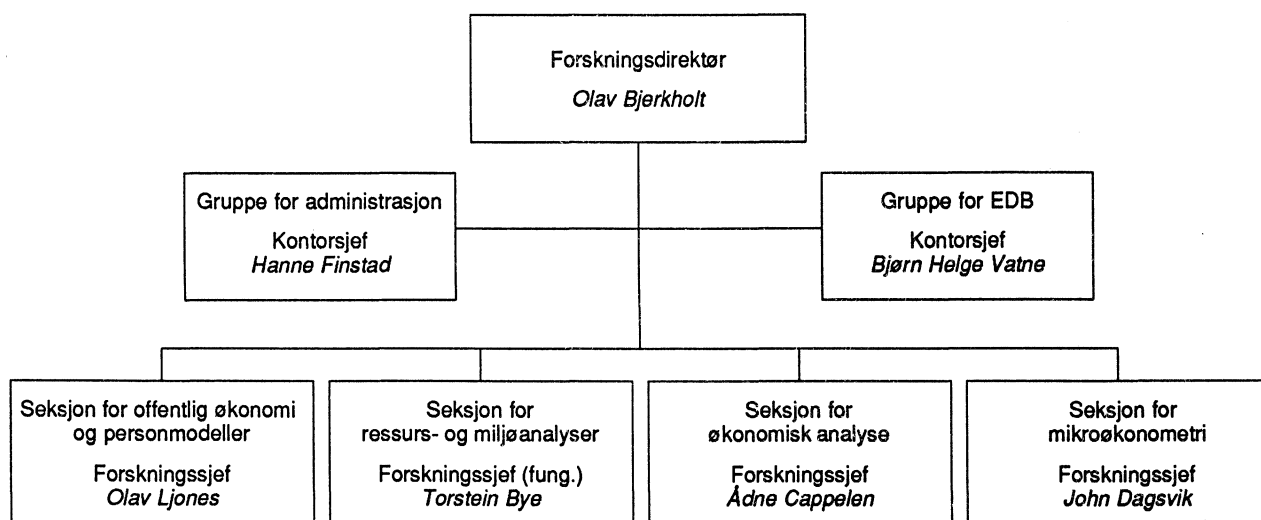 Forskningsdirektør
Olav Bjerkholt
Gruppe for administrasjon
Kontorsjef
Hanne Finstad
Gruppe for EDB
Kontorsjef
Bjørn Helge Vatne
Seksjon for offentlig økonomi
og personmodeller
Forskningssjef
Olav Ljones
Seksjon for
ressurs- og miljøanalyser
Forskningssjef (fung.)
Torstein Bye
Seksjon for
økonomisk analyse
Forskningssjef
Ådne Cappelen
Seksjon for
mikroøkonometri
Forskningssjef
John Dagsvik